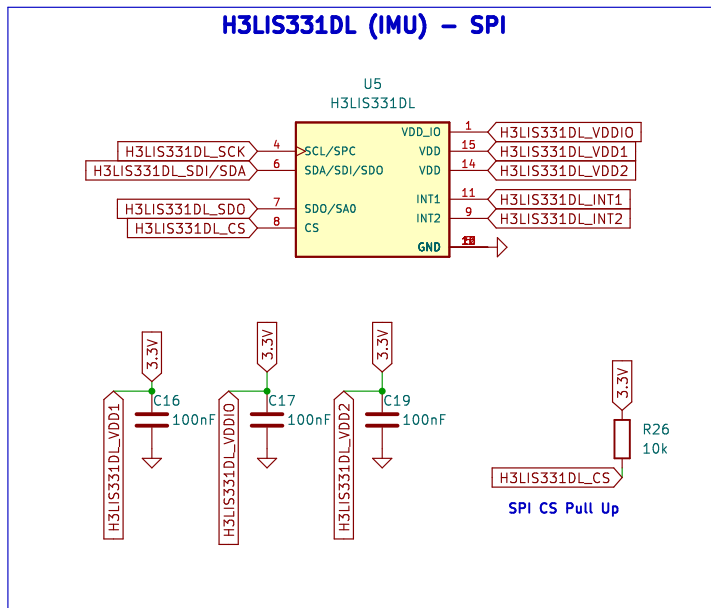 H3LIS331DL (IMU) - SPI
U5
H3LIS331DL
H3LIS331DL_SCK
4
SCL/SPC
H3LIS331DL_SDI/SDA
6
SDA/SDI/SDO
H3LIS331DL_SDO
7
SDO/SA0
H3LIS331DL_CS
8
CS
VDD_IO
1
H3LIS331DL_VDDIO
VDD
15
H3LIS331DL_VDD1
VDD
14
H3LIS331DL_VDD2
INT1
11
H3LIS331DL_INT1
INT2
9
H3LIS331DL_INT2
GND
3.3V
C16
100nF
H3LIS331DL_VDD1
3.3V
C17
100nF
H3LIS331DL_VDDIO
3.3V
C19
100nF
H3LIS331DL_VDD2
3.3V
R26
10k
H3LIS331DL_CS
SPI CS Pull Up